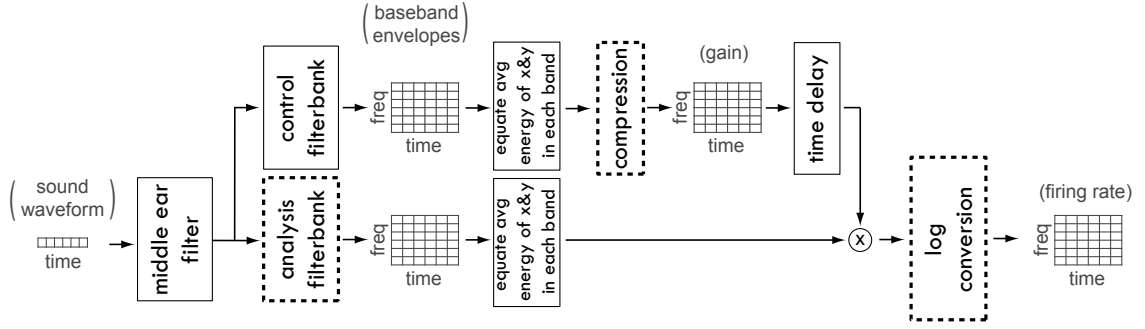 (sound
waveform)
time
middle ear
filter
control
filterbank
(baseband
envelopes)
freq
time
equate avg
energy of x&y
in each band
compression
(gain)
freq
time
time delay
analysis
filterbank
freq
time
equate avg
energy of x&y
in each band
x
log
conversion
(firing rate)
freq
time